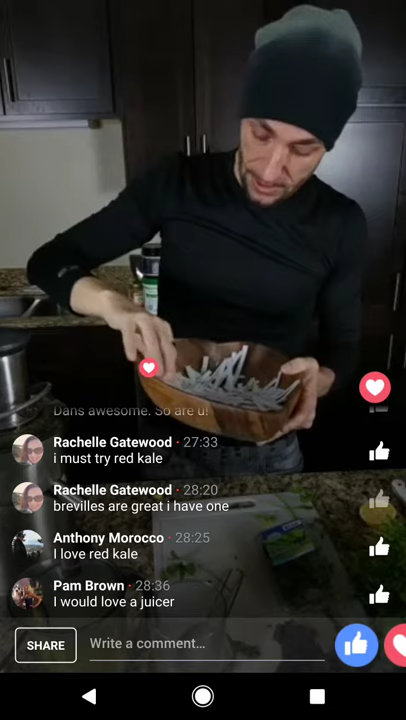 Dans awesome. So are u!
Rachelle Gatewood • 27:33
i must try red kale
Rachelle Gatewood • 28:20
brevilles are great i have one
Anthony Morocco • 28:25
I love red kale
Pam Brown • 28:36
I would love a juicer
SHARE
Write a comment...